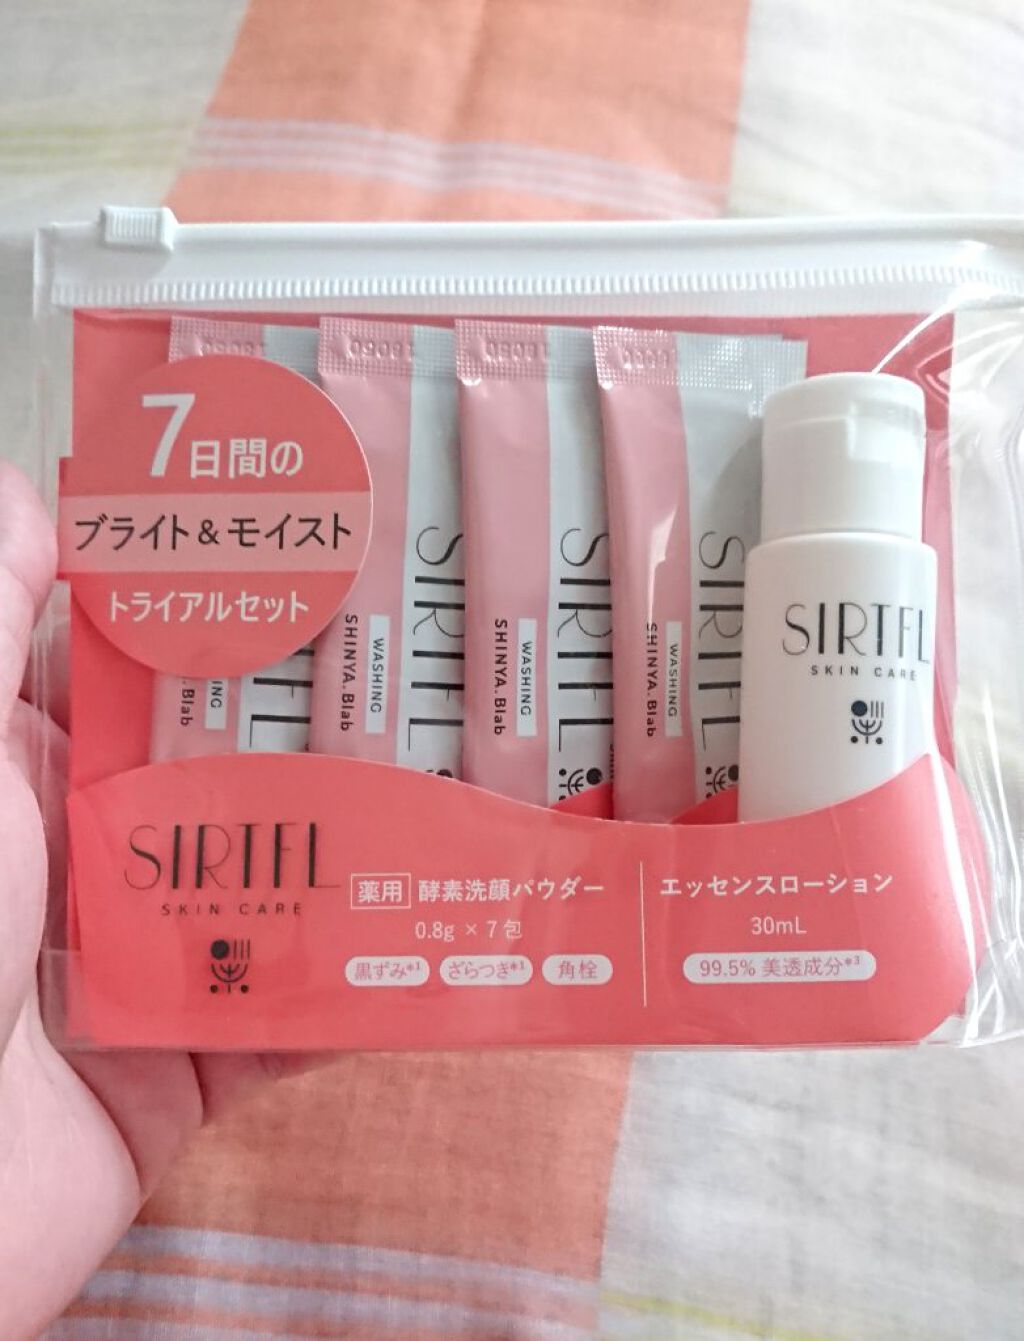 7日間の
ブライト&モイスト
トライアルセット
SIRTFL
WASHING
SHINYA.Blab
SIRTFL
WASHING
SHINYA.Blab
SIRTFL
WASHING
SHINYA.Blab
SIRTFL
SKIN CARE
SIRTFL
SKIN CARE
薬用 酵素洗顔パウダー
0.8g × 7包
黒ずみ*1 ざらつき*1 角栓
エッセンスローション
30mL
99.5% 美透成分*3